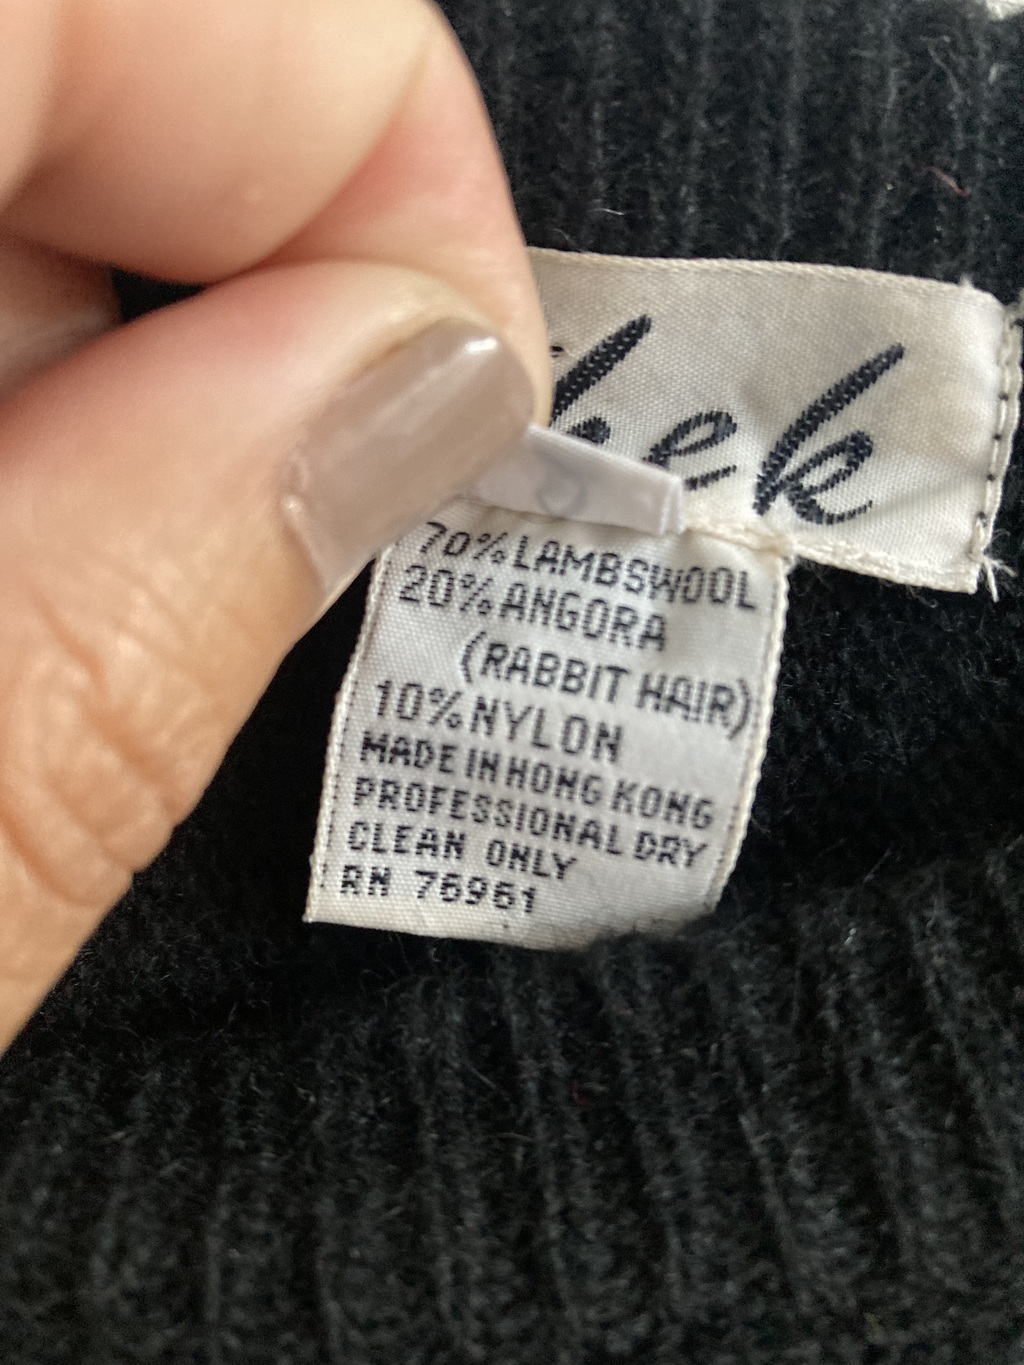 70% LAMBSWOOL
20% ANGORA
(RABBIT HAIR)
10% NYLON
MADE IN HONG KONG
PROFESSIONAL DRY
CLEAN ONLY
RN 76961